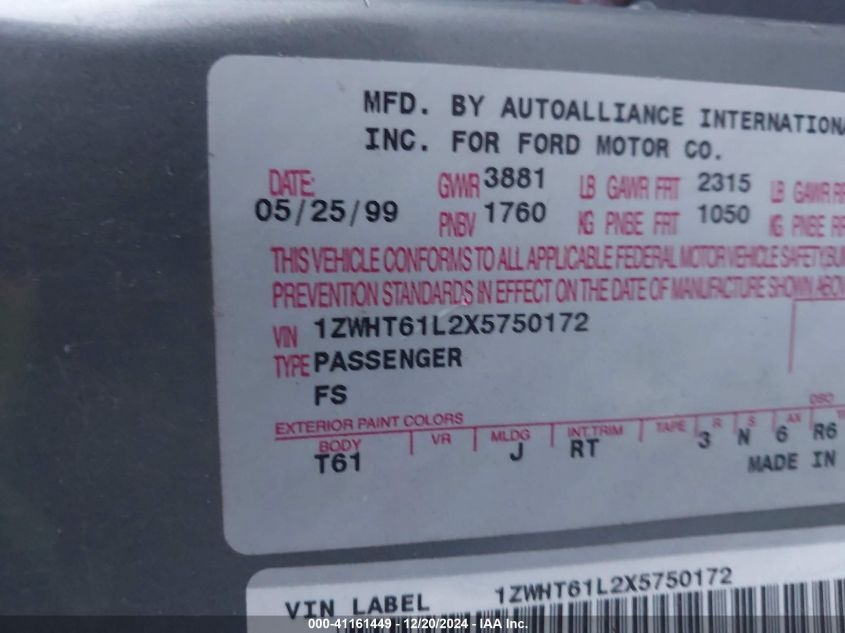 MFD. BY AUTOALLIANCE INTERNATIONA
INC. FOR FORD MOTOR CO.
DATE: GVWR 3881 LB GAWR FRT 2315 LB GAWR RR
05/25/99 PNBV 1760 KG PNBE FRT 1050 KG PNBE RR
THIS VEHICLE CONFORMS TO ALL APPLICABLE FEDERAL MOTOR VEHICLE SAFETY, BUM
PREVENTION STANDARDS IN EFFECT ON THE DATE OF MANUFACTURE SHOWN ABOV
VIN 1ZWHT61L2X5750172
TYPE PASSENGER
FS
EXTERIOR PAINT COLORS DSO
BODY VR MLDG INT. TRIM TAPE R S AX
T61 J RT 3 N 6 R6
MADE IN
VIN LABEL 1ZWHT61L2X5750172
000-41161449 - 12/20/2024 - IAA Inc.